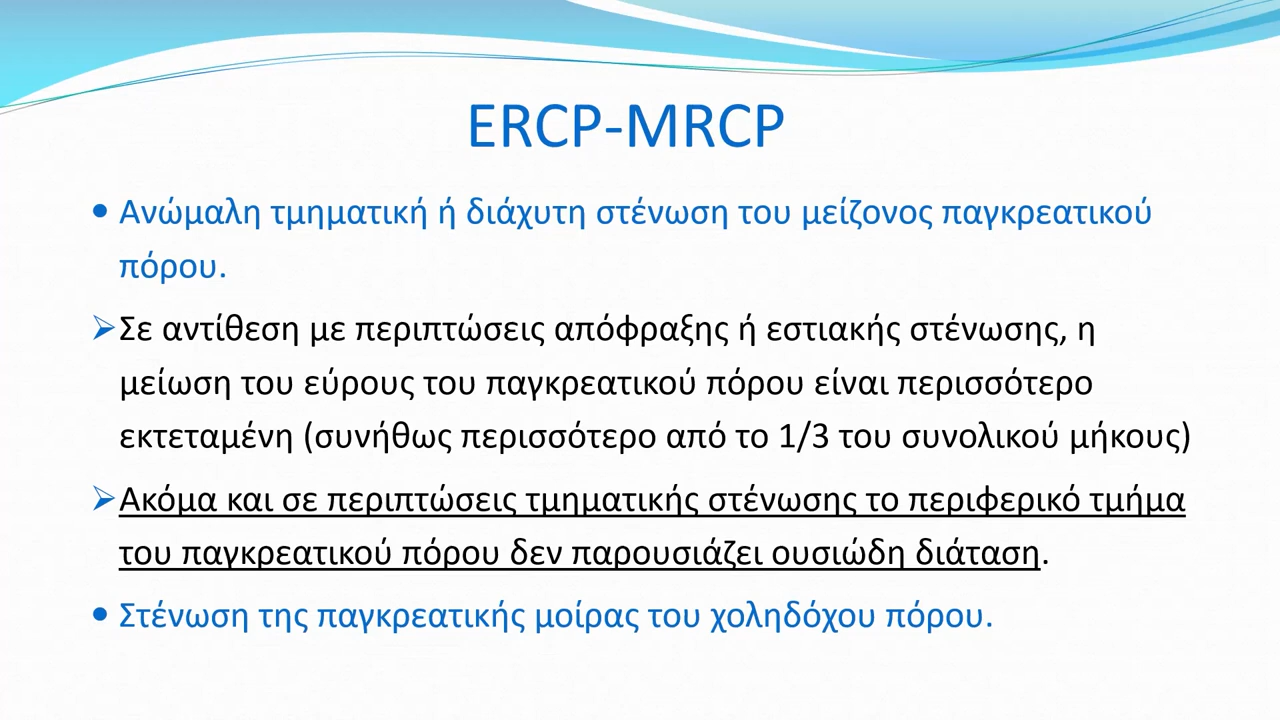 ERCP-MRCP
• Ανώμαλη τμηματική ή διάχυτη στένωση του μείζονος παγκρεατικού
πόρου.
➢Σε αντίθεση με περιπτώσεις απόφραξης ή εστιακής στένωσης, η
μείωση του εύρους του παγκρεατικού πόρου είναι περισσότερο
εκτεταμένη (συνήθως περισσότερο από το 1/3 του συνολικού μήκους)
➢Ακόμα και σε περιπτώσεις τμηματικής στένωσης το περιφερικό τμήμα
του παγκρεατικού πόρου δεν παρουσιάζει ουσιώδη διάταση.
• Στένωση της παγκρεατικής μοίρας του χοληδόχου πόρου.